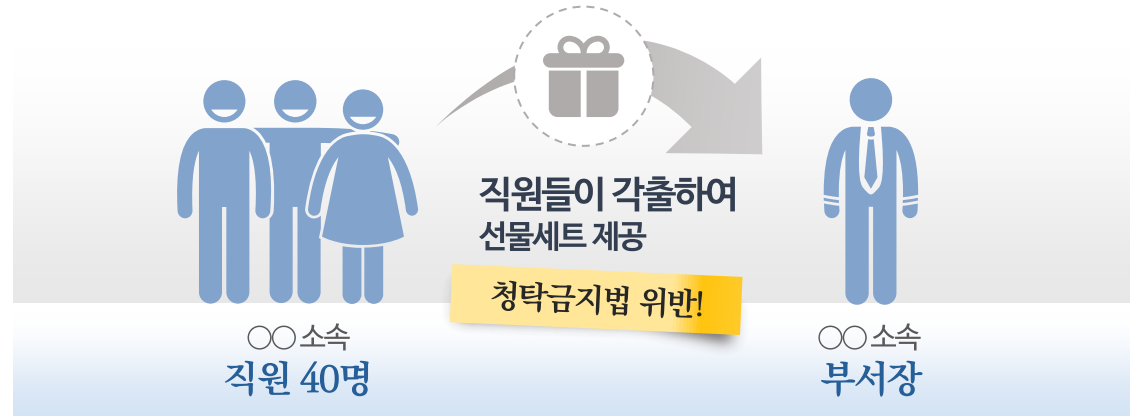 직원들이 각출하여
선물세트 제공
청탁금지법 위반!
○○ 소속
직원 40명
○○ 소속
부서장